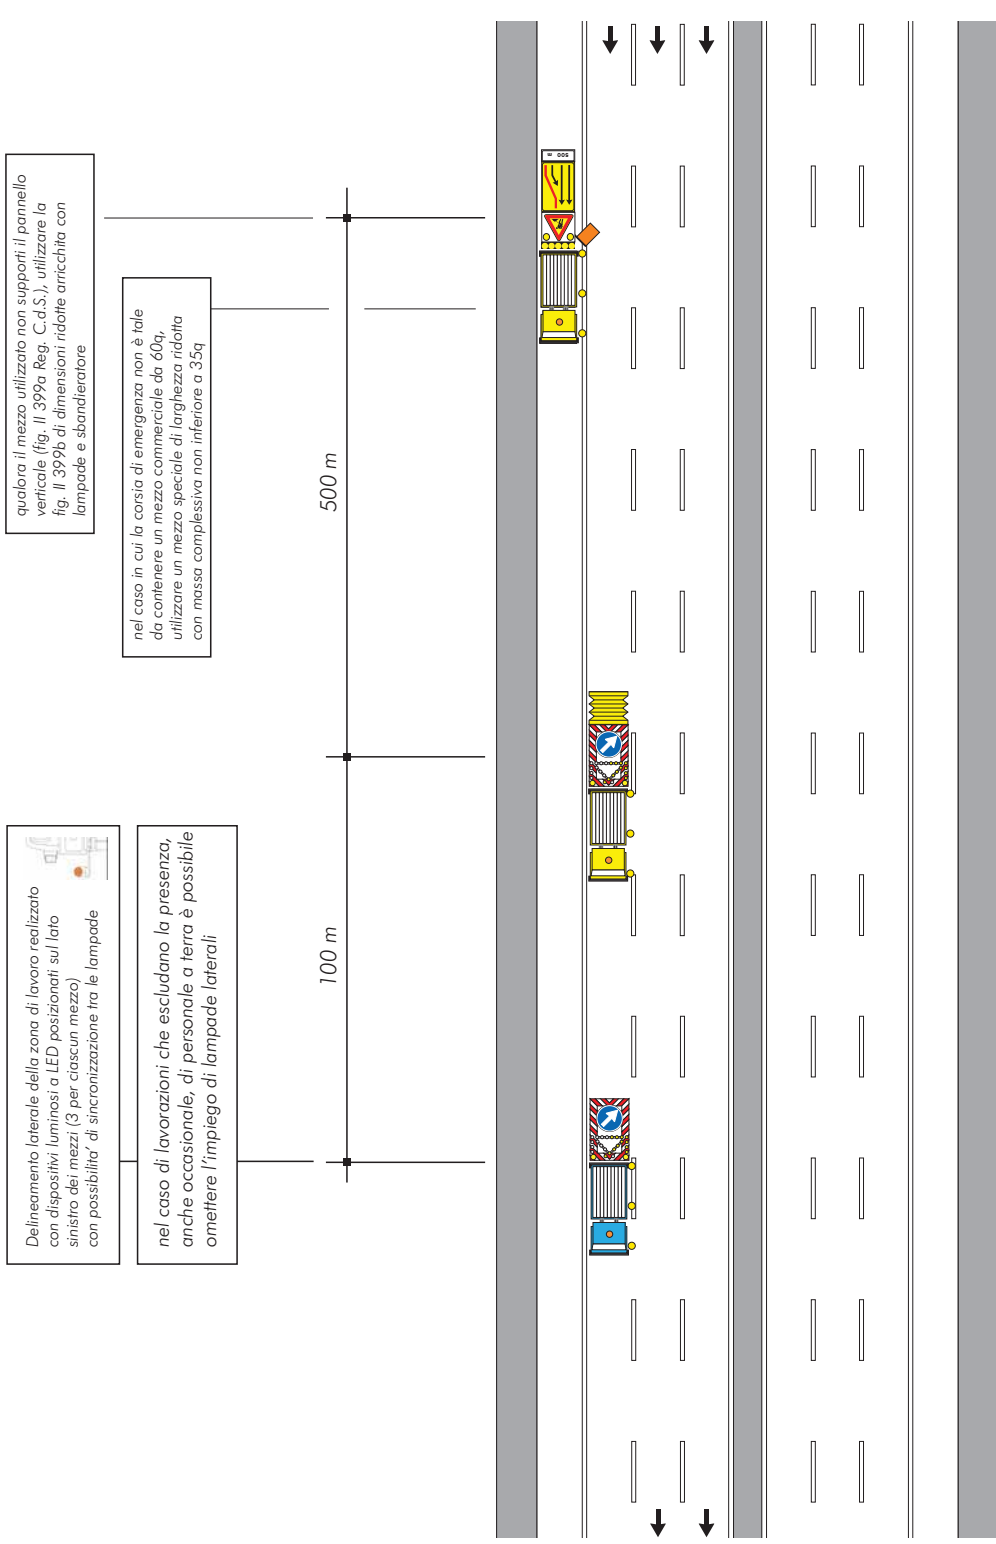 qualora il mezzo utilizzato non supporti il pannello
verticale (fig. II 399a Reg. C.d.S.), utilizzare la
fig. II 399b di dimensioni ridotte arricchita con
lampade e sbandieratore
nel caso in cui la corsia di emergenza non è tale
da contenere un mezzo commerciale da 60q,
utilizzare un mezzo speciale di larghezza ridotta
con massa complessiva non inferiore a 35q
Delineamento laterale della zona di lavoro realizzato
con dispositivi luminosi a LED posizionati sul lato
sinistro dei mezzi (3 per ciascun mezzo)
con possibilita' di sincronizzazione tra le lampade
nel caso di lavorazioni che escludano la presenza,
anche occasionale, di personale a terra è possibile
omettere l'impiego di lampade laterali
500 m
100 m
500 m